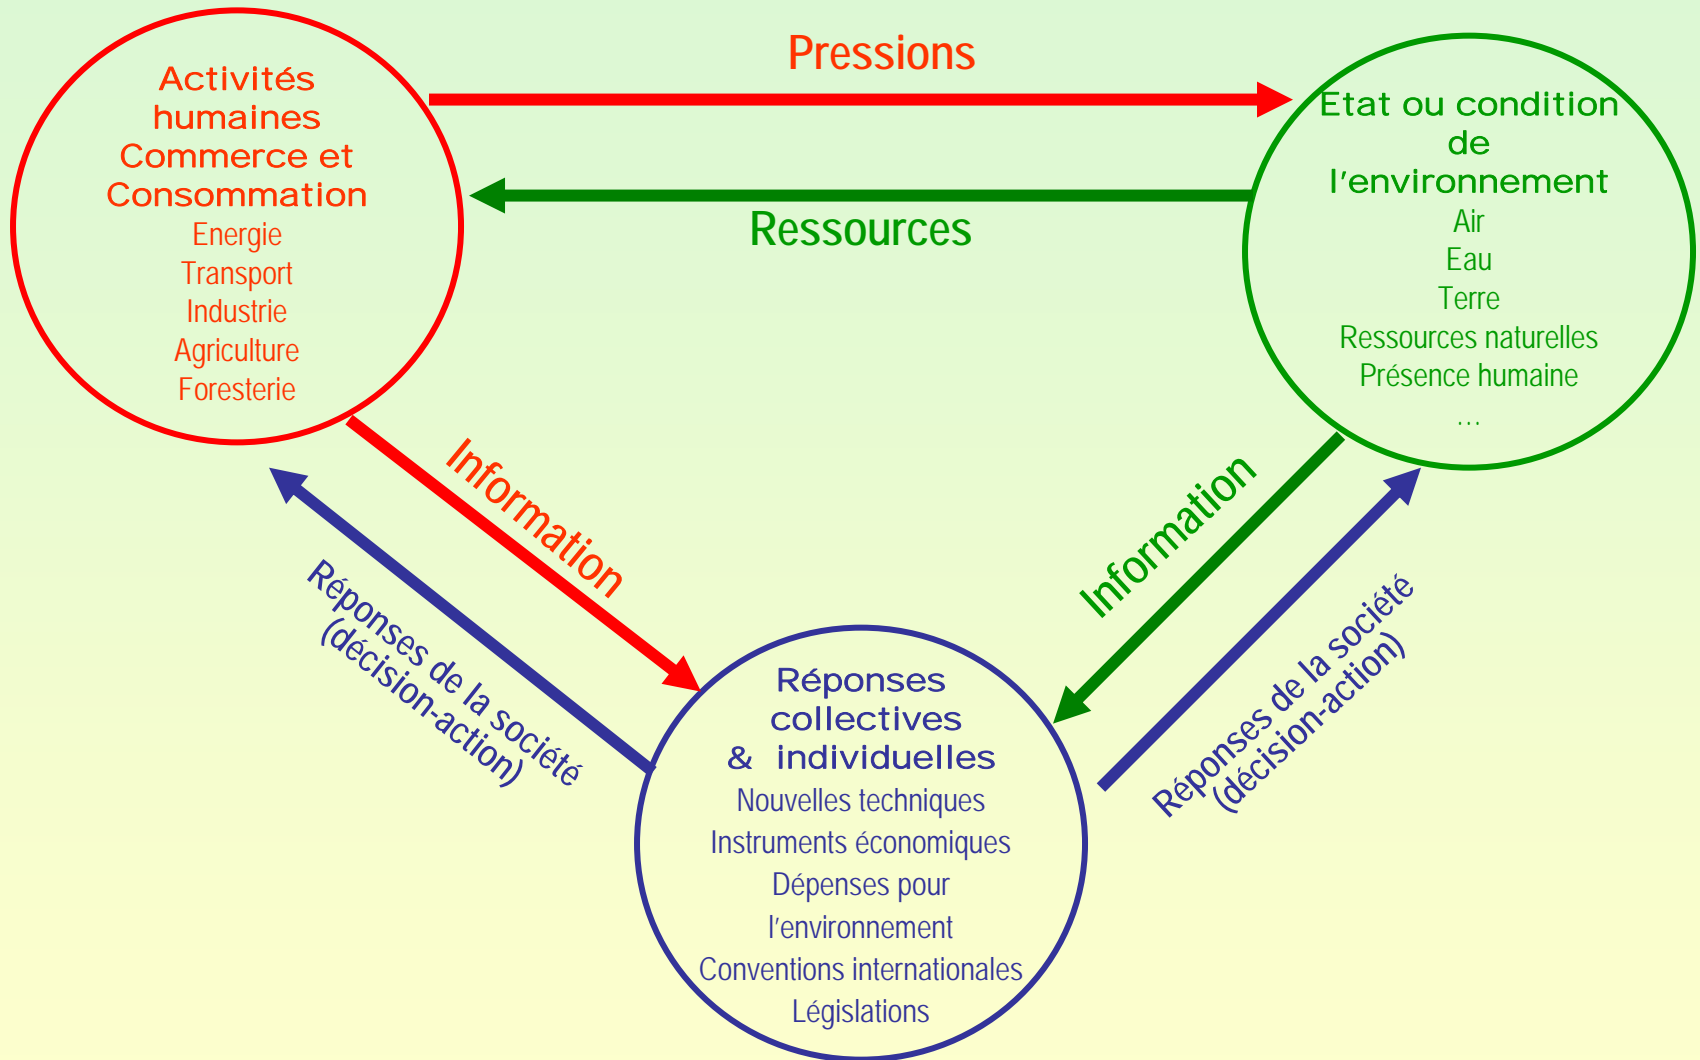 Pressions
Activités
humaines
Commerce et
Consommation
Energie
Transport
Industrie
Agriculture
Foresterie
Etat ou condition
de
l'environnement
Air
Eau
Terre
Ressources naturelles
Présence humaine
…
Ressources
Information
Information
Réponses de la société
(décision-action)
Réponses de la société
(décision-action)
Réponses
collectives
& individuelles
Nouvelles techniques
Instruments économiques
Dépenses pour
l'environnement
Conventions internationales
Législations